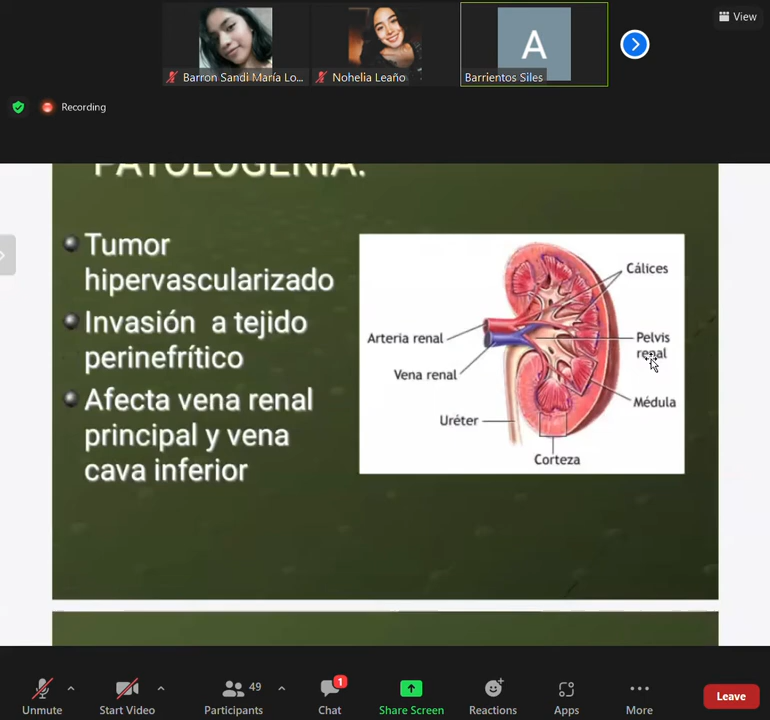 View
Barron Sandi María Lo...
Nohelia Leaño
A
Barrientos Siles
Recording
PATOLOGENIA:
Tumor
hipervascularizado
Invasión a tejido
perinefrítico
Afecta vena renal
principal y vena
cava inferior
Cálices
Arteria renal
Pelvis
renal
Vena renal
Médula
Uréter
Corteza
Unmute
Start Video
49
Participants
1
Chat
Share Screen
Reactions
Apps
More
Leave